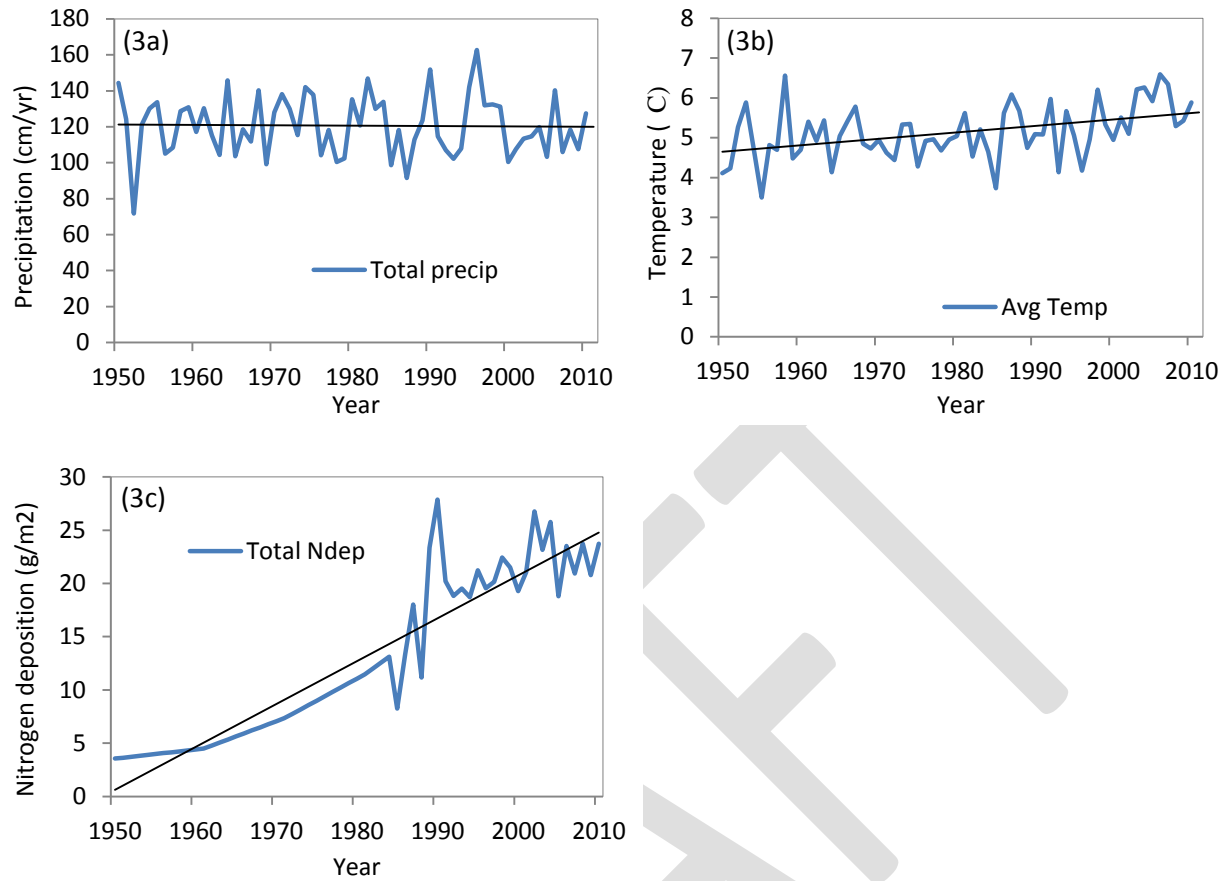 (3a)
Precipitation (cm/yr)
180
160
140
120
100
80
60
40
20
0
Total precip
1950 1960 1970 1980 1990 2000 2010
Year
(3b)
Temperature ( C)
8
7
6
5
4
3
2
1
0
Avg Temp
1950 1960 1970 1980 1990 2000 2010
Year
(3c)
Nitrogen deposition (g/m2)
30
25
20
15
10
5
0
Total Ndep
1950 1960 1970 1980 1990 2000 2010
Year